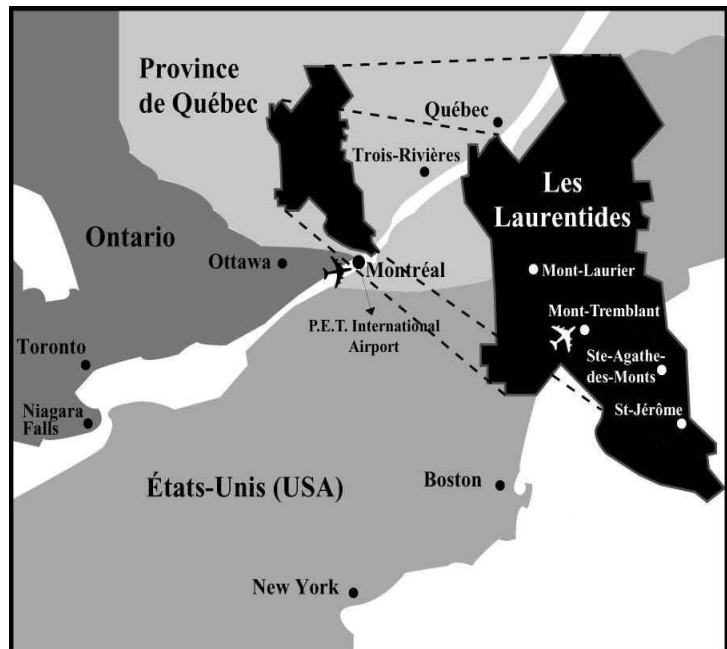 Province
de Québec
Québec
Trois-Rivières
Les
Laurentides
Ontario
Ottawa
Montréal
Mont-Laurier
P.E.T. International
Airport
Mont-Tremblant
Toronto
Ste-Agathe-
des-Monts
Niagara
Falls
St-Jérôme
États-Unis (USA)
Boston
New York